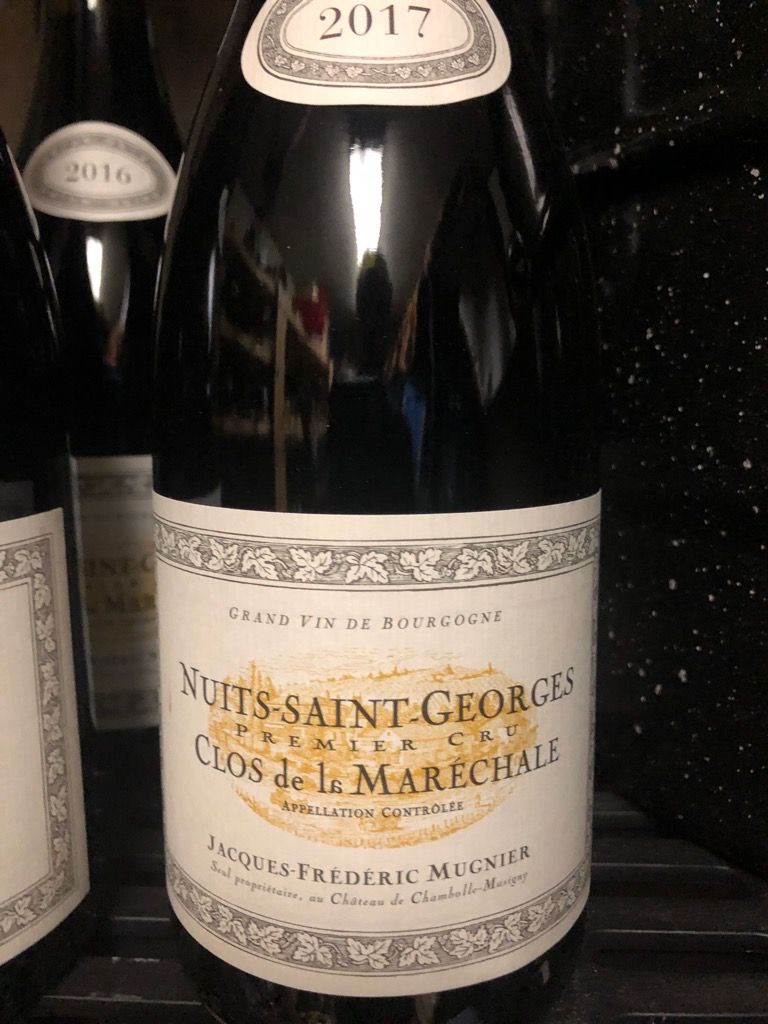 2017
2016
GRAND VIN DE BOURGOGNE
NUITS-SAINT-GEORGES
PREMIER CRU
CLOS de la MARÉCHALE
APPELLATION CONTRÔLÉE
JACQUES-FRÉDÉRIC MUGNIER
Seul propriétaire, au Château de Chambolle-Musigny